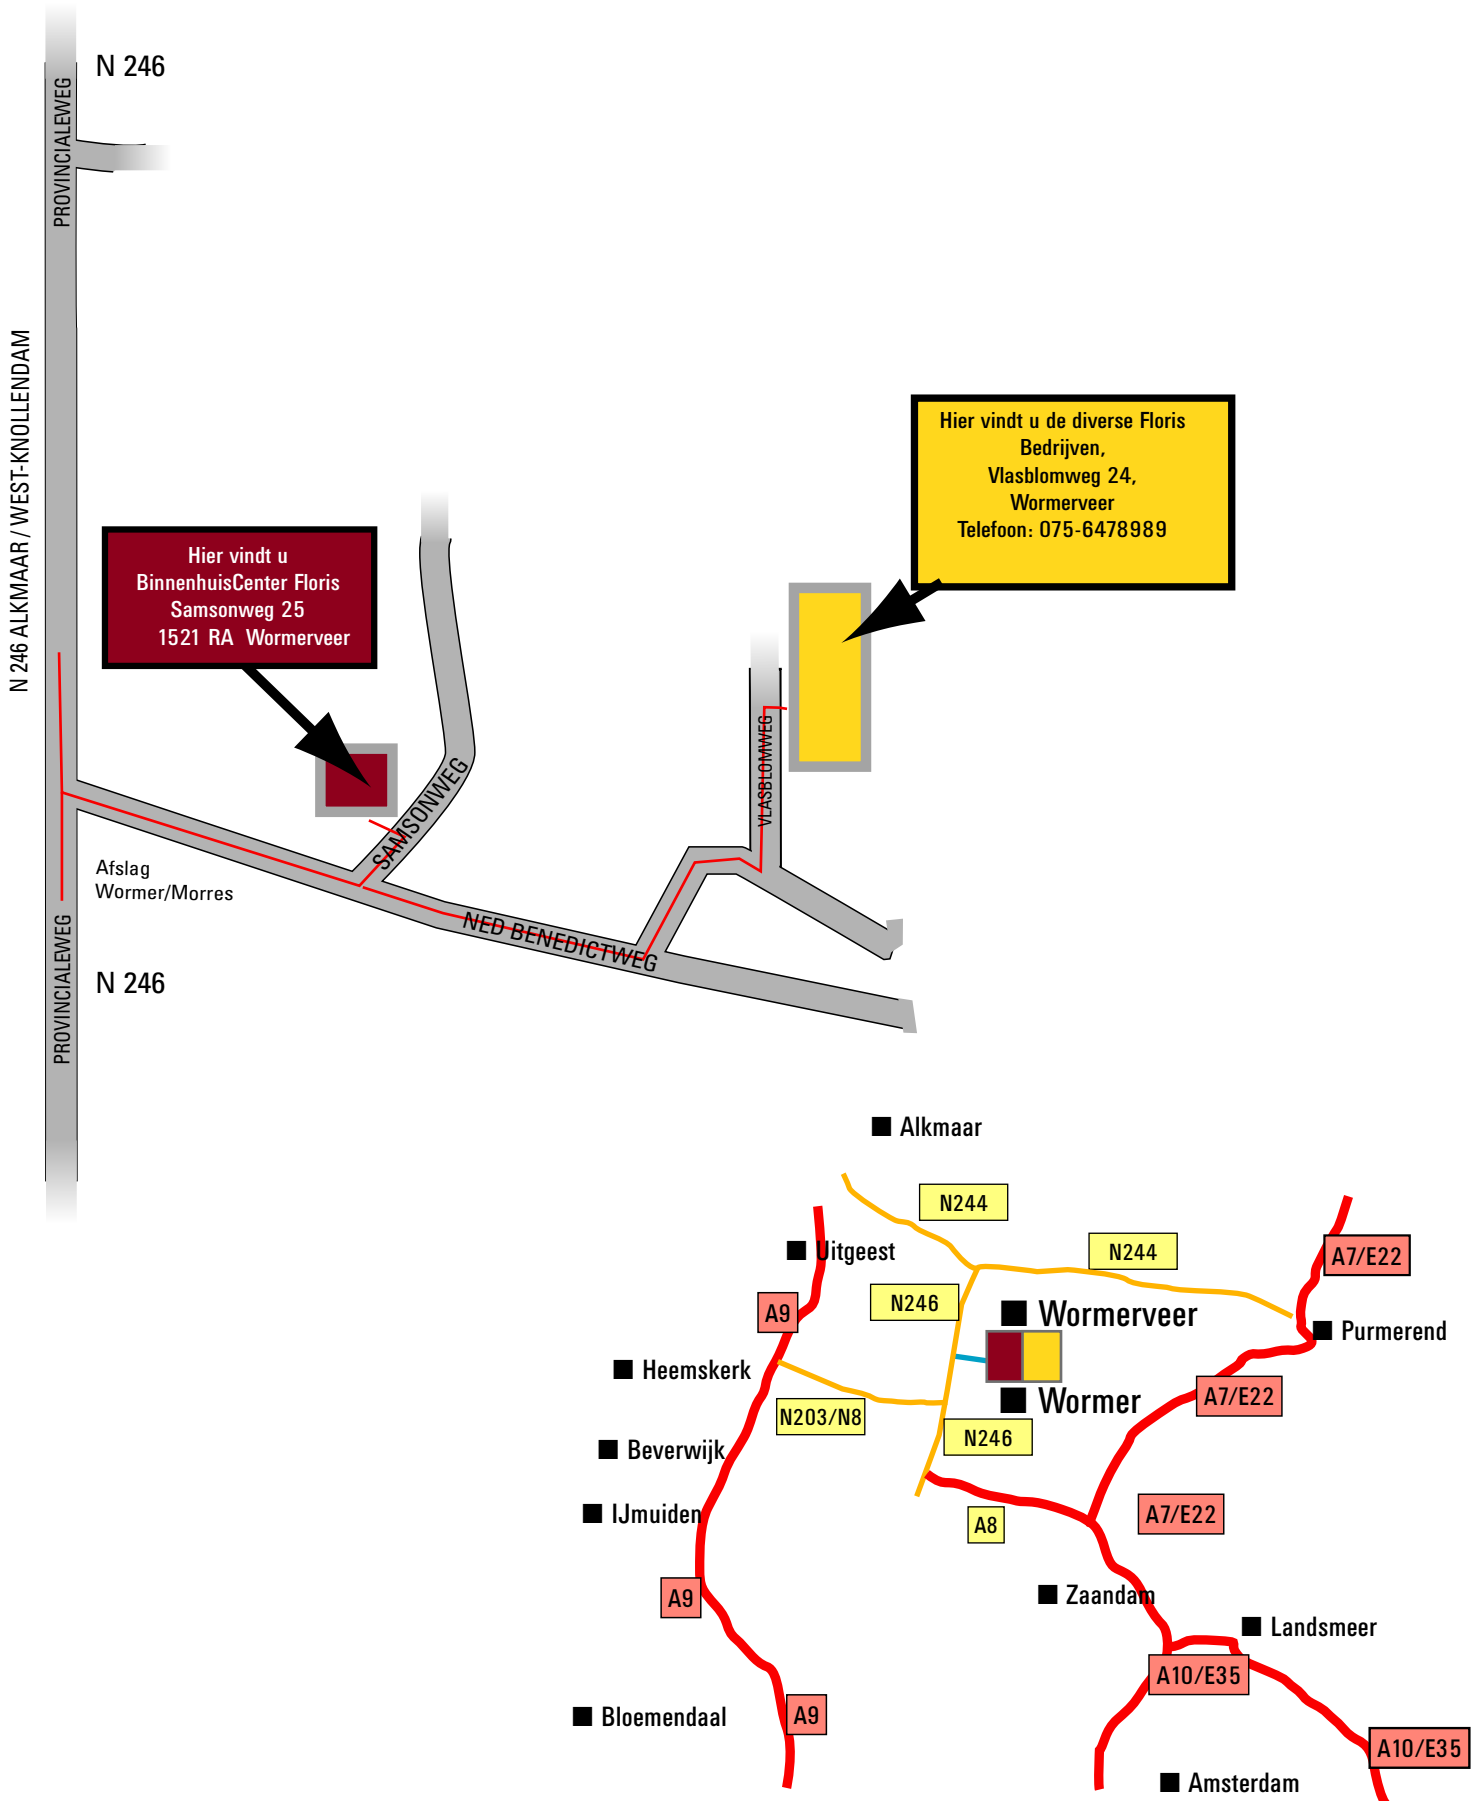 N 246
PROVINCIALEWEG
N 246 ALKMAAR / WEST-KNOLLENDAM
Hier vindt u de diverse Floris
Bedrijven,
Vlasblomweg 24,
Wormerveer
Telefoon: 075-6478989
Hier vindt u
BinnenhuisCenter Floris
Samsonweg 25
1521 RA Wormerveer
SAMSONWEG
VLASBLOMWEG
Afslag
Wormer/Morres
NED BENEDICTWEG
PROVINCIALEWEG
N 246
Alkmaar
N244
Uitgeest
N244
A7/E22
N246
A9
Wormerveer
Purmerend
Heemskerk
Wormer
A7/E22
N203/N8
N246
Beverwijk
IJmuiden
A8
A7/E22
A9
Zaandam
Landsmeer
A10/E35
Bloemendaal
A9
A10/E35
Amsterdam